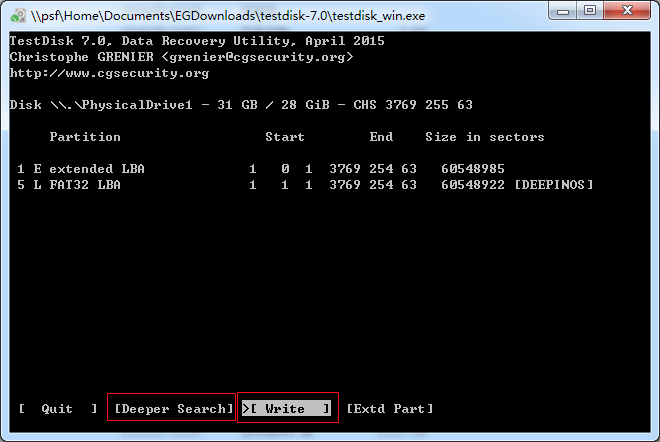 \\psf\Home\Documents\EGDownloads\testdisk-7.0\testdisk_win.exe
TestDisk 7.0, Data Recovery Utility, April 2015
Christophe GRENIER <grenier@cgsecurity.org>
http://www.cgsecurity.org
Disk \\.\PhysicalDrive1 - 31 GB / 28 GiB - CHS 3769 255 63
Partition Start End Size in sectors
1 E extended LBA 1 0 1 3769 254 63 60548985
5 L FAT32 LBA 1 1 1 3769 254 63 60548922 [DEEPINOS]
[ Quit ] [Deeper Search] >[ Write ] [Extd Part]